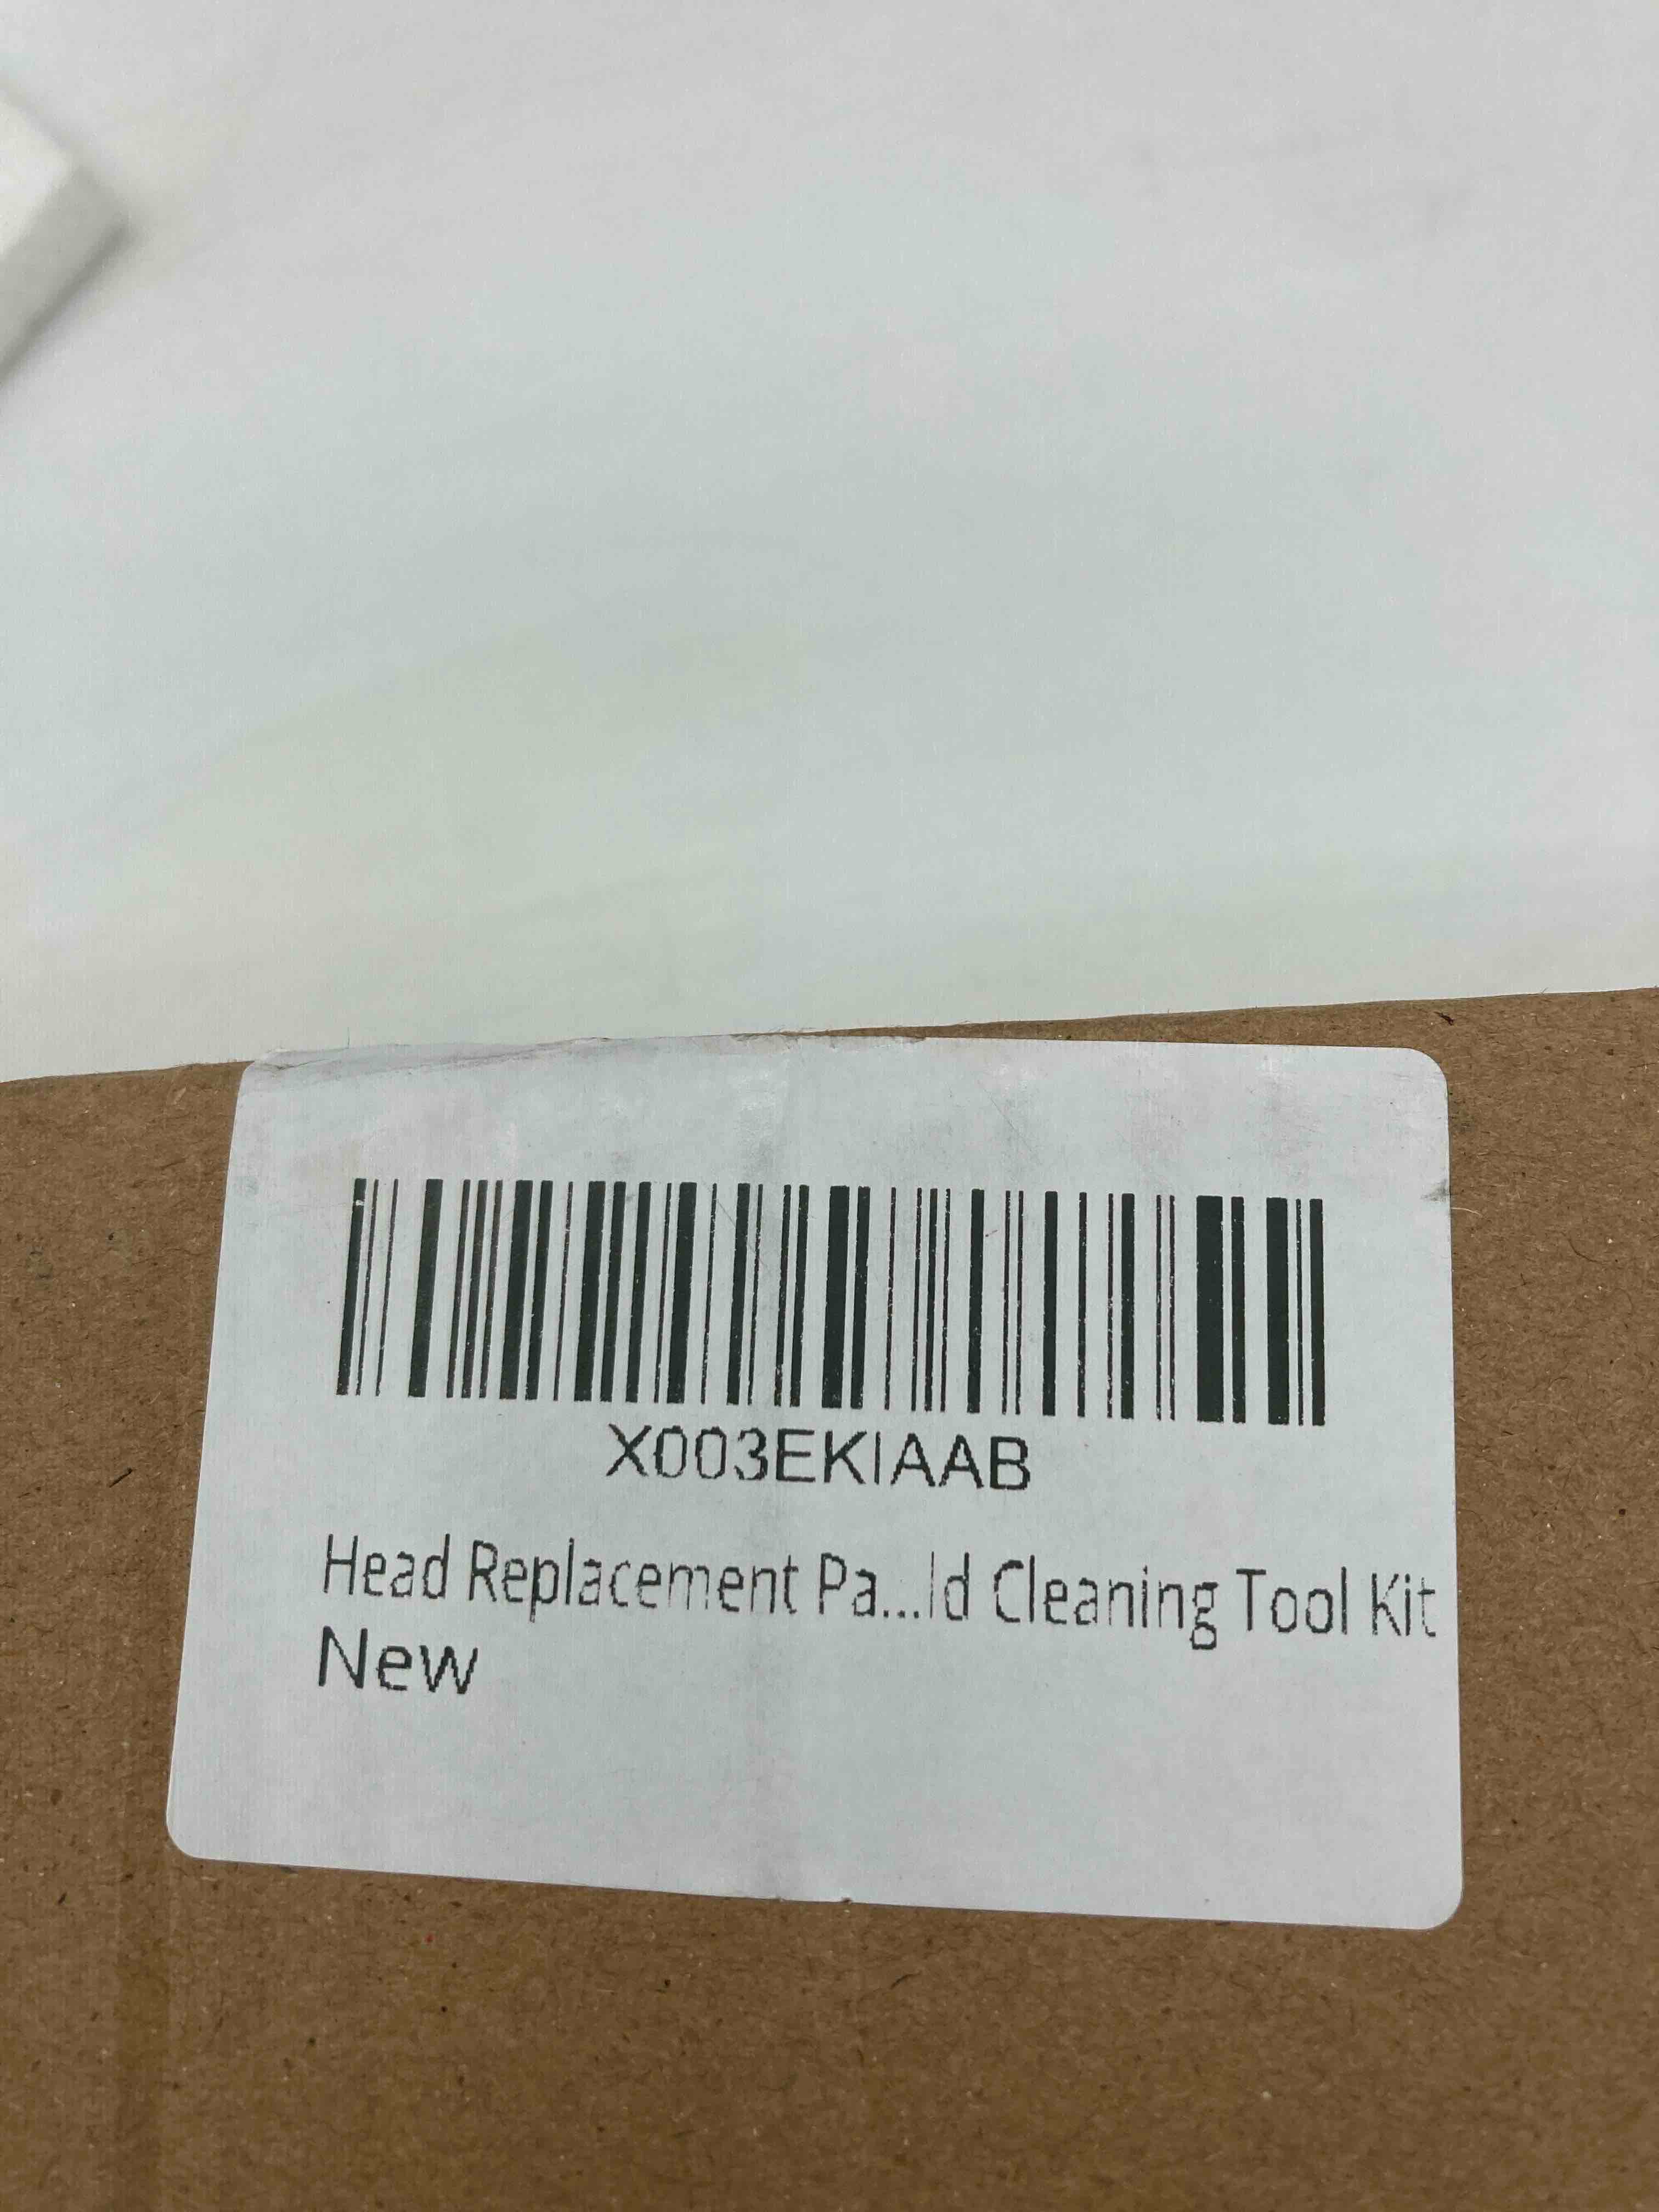 X003EKIAAB
Head Replacement Pa...ld Cleaning Tool Kit
New